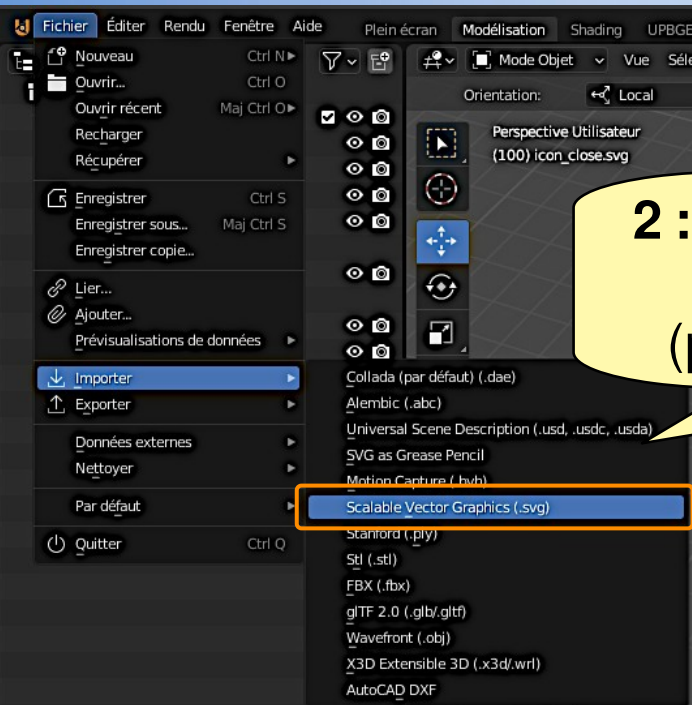 Fichier Éditer Rendu Fenêtre Aide Plein écran Modélisation Shading UPBGE
Mode Objet Vue Séle
Orientation: Local
Perspective Utilisateur
(100) icon_close.svg
Nouveau Ctrl N
Ouvrir... Ctrl O
Ouvrir récent Maj Ctrl O
Recharger
Récupérer
Enregistrer Ctrl S
Enregistrer sous... Maj Ctrl S
Enregistrer copie...
Lier...
Ajouter...
Prévisualisations de données
Importer
Exporter
Données externes
Nettoyer
Par défaut
Quitter Ctrl Q
2 :
(p
Collada (par défaut) (.dae)
Alembic (.abc)
Universal Scene Description (.usd, .usdc, .usda)
SVG as Grease Pencil
Motion Capture (.bvh)
Scalable Vector Graphics (.svg)
Stanford (.ply)
Stl (.stl)
FBX (.fbx)
glTF 2.0 (.glb/.gltf)
Wavefront (.obj)
X3D Extensible 3D (.x3d/.wrl)
AutoCAD DXF